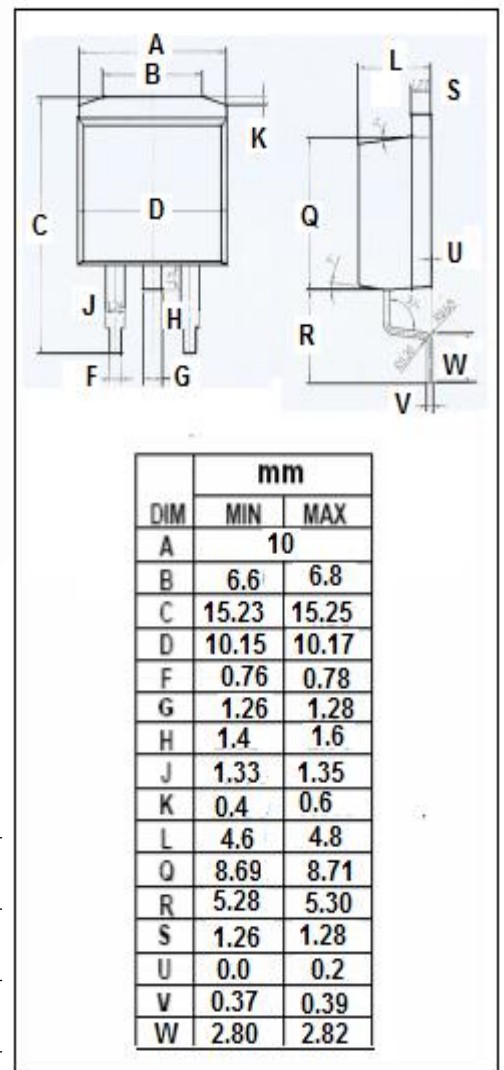 A
B
L
S
K
C
D
Q
U
J
H
R
F
G
W
V
mm
DIM MIN MAX
A 10
B 6.6 6.8
C 15.23 15.25
D 10.15 10.17
F 0.76 0.78
G 1.26 1.28
H 1.4 1.6
J 1.33 1.35
K 0.4 0.6
L 4.6 4.8
Q 8.69 8.71
R 5.28 5.30
S 1.26 1.28
U 0.0 0.2
V 0.37 0.39
W 2.80 2.82